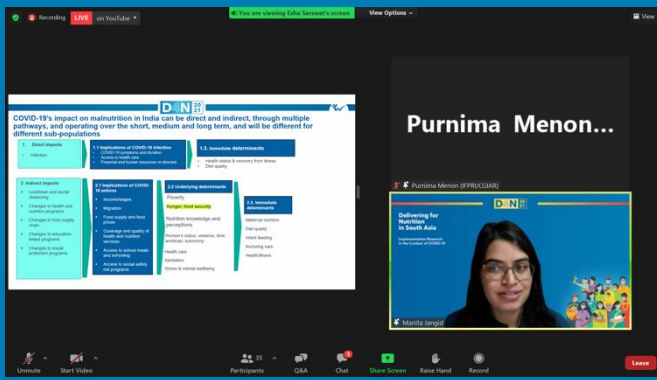 Recording
LIVE on YouTube
You are viewing Esha Sarswat's screen
View Options
View
D4N 2021
COVID-19's impact on malnutrition in India can be direct and indirect, through multiple
pathways, and operating over the short, medium and long term, and will be different for
different sub-populations
1. Direct impacts
• Infection
1.1 Implications of COVID-19 infection
• COVID-19 symptoms and duration
• Access to health care
• Financial and human resources re-directed
1.3. Immediate determinants
• Health status & recovery from illness
• Diet quality
2 Indirect impacts
• Lockdown and social
distancing
• Changes to health and
nutrition programs
• Changes to food supply
chain
• Changes to education
linked programs
• Changes to social
protection programs
2.1 Implications of COVID-
19 actions
• Income/wages,
• Migration
• Food supply and food
prices
• Coverage and quality of
health and nutrition
services
• Access to school meals
and schooling
• Access to social safety
net programs
2.2 Underlying determinants
Poverty
Hunger, food security
Nutrition knowledge and
perceptions
Women's status, violence, time
workload, autonomy
Health care
Sanitation
Stress & mental wellbeing
2.3. Immediate
determinants
Maternal nutrition
Diet quality
Infant feeding
Nurturing care
Health/illness
Purnima Menon...
Purnima Menon (IFPRI/CGIAR)
D4N
Delivering for
Nutrition
in South Asia
Implementation Research
in the Context of COVID-19
Manita Jangid
Unmute
Start Video
35
Participants
Q&A
1
Chat
Share Screen
Raise Hand
Record
Leave